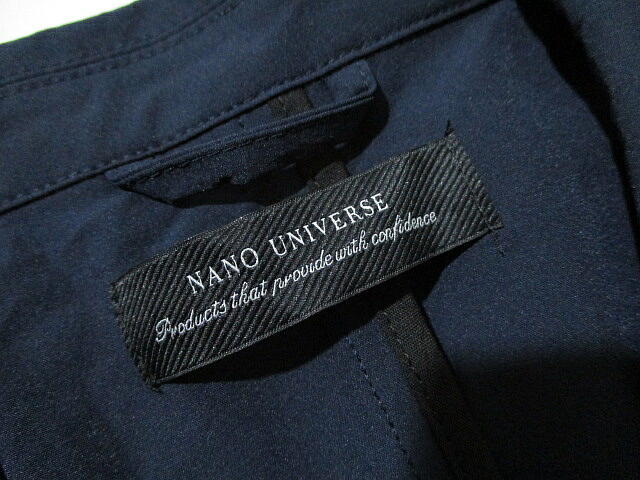 NANO UNIVERSE
Products that provide with confidence